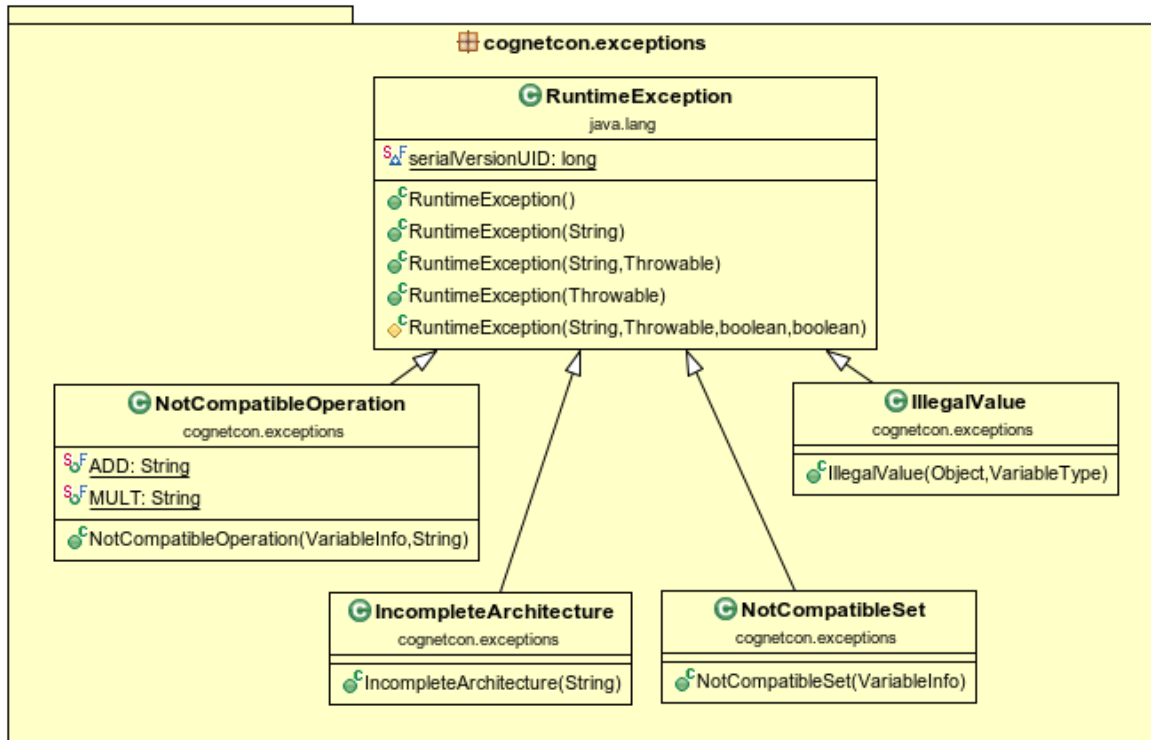 cognetcon.exceptions
RuntimeException
java.lang
serialVersionUID: long
RuntimeException()
RuntimeException(String)
RuntimeException(String,Throwable)
RuntimeException(Throwable)
RuntimeException(String,Throwable,boolean,boolean)
NotCompatibleOperation
cognetcon.exceptions
ADD: String
MULT: String
NotCompatibleOperation(VariableInfo,String)
IllegalValue
cognetcon.exceptions
IllegalValue(Object,VariableType)
IncompleteArchitecture
cognetcon.exceptions
IncompleteArchitecture(String)
NotCompatibleSet
cognetcon.exceptions
NotCompatibleSet(VariableInfo)